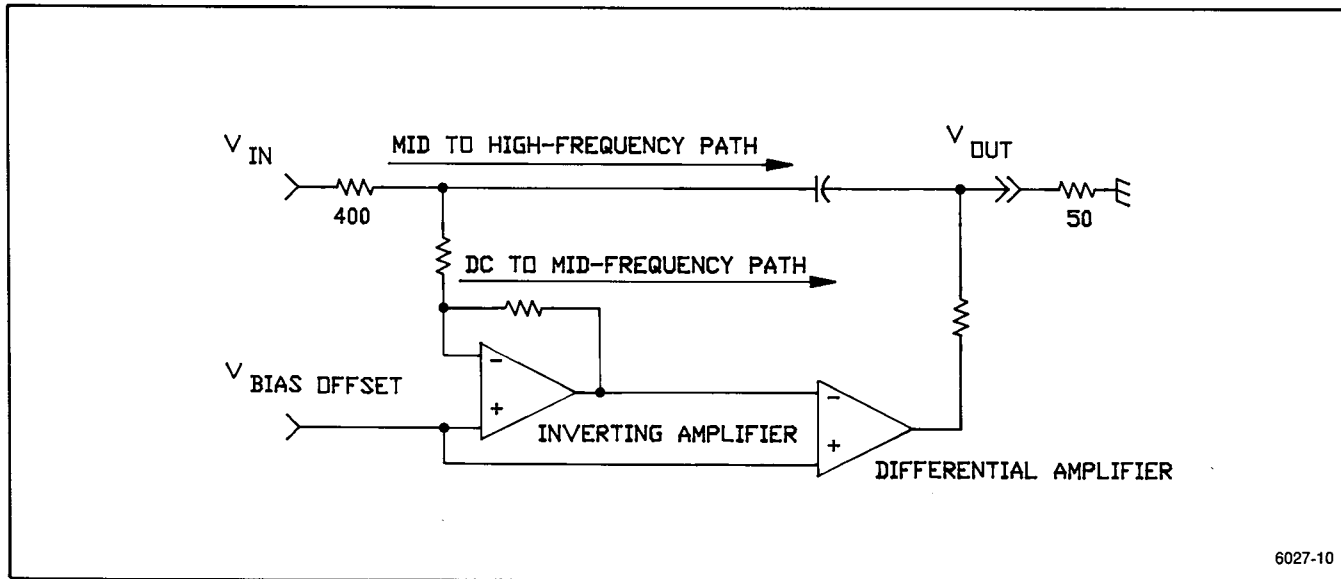 V IN
MID TO HIGH-FREQUENCY PATH
V OUT
400
50
DC TO MID-FREQUENCY PATH
-
V BIAS OFFSET
+
INVERTING AMPLIFIER
-
+
DIFFERENTIAL AMPLIFIER
6027-10